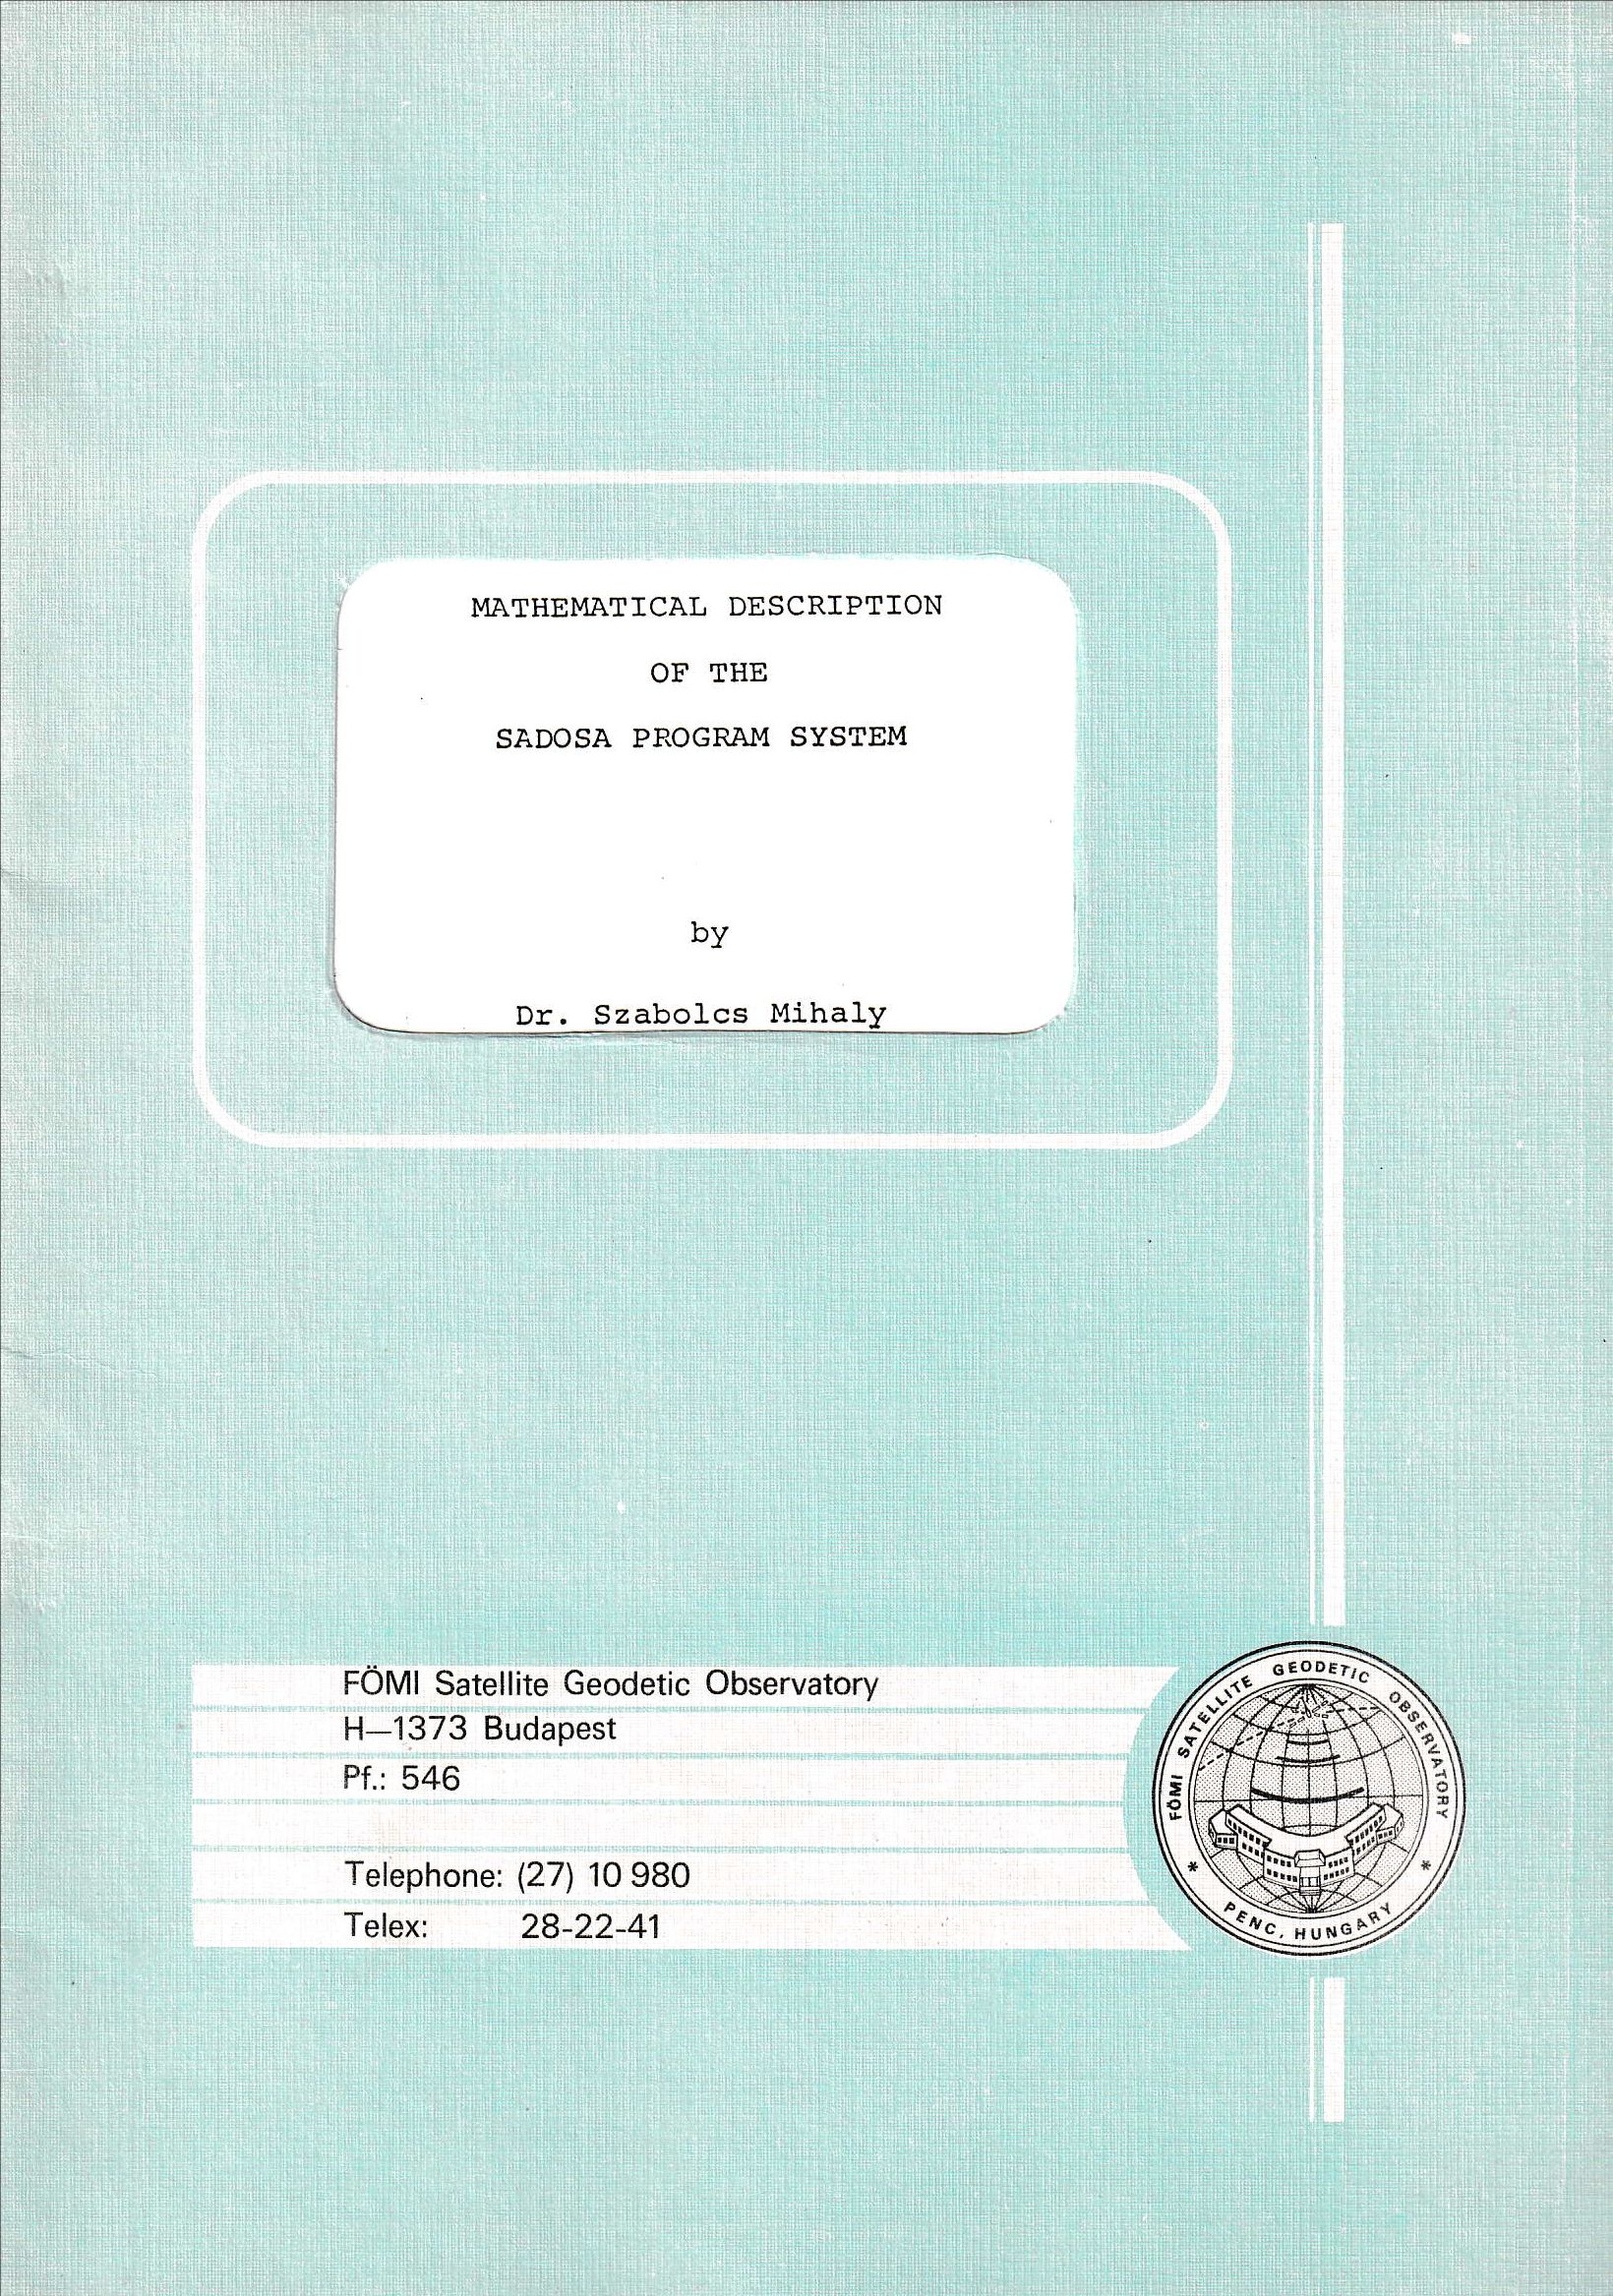 MATHEMATICAL DESCRIPTION
OF THE
SADOSA PROGRAM SYSTEM
by
Dr. Szabolcs Mihaly
FÖMI Satellite Geodetic Observatory
H—1373 Budapest
Pf.: 546
Telephone: (27) 10 980
Telex: 28-22-41
FÖMI SATELLITE GEODETIC OBSERVATORY
* PENC, HUNGARY *